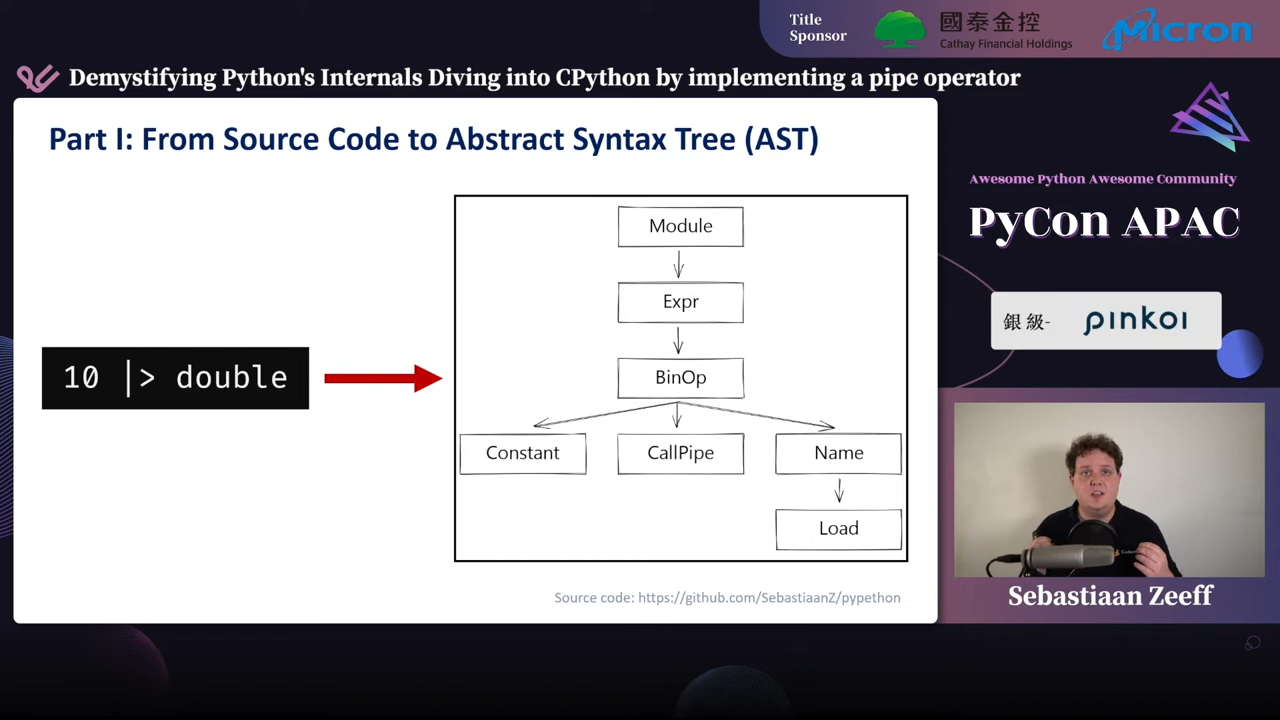 Title
Sponsor
國泰金控
Cathay Financial Holdings
Micron
Demystifying Python's Internals Diving into CPython by implementing a pipe operator
Part I: From Source Code to Abstract Syntax Tree (AST)
10 |> double
Module
Expr
BinOp
Constant
CallPipe
Name
Load
Source code: https://github.com/SebastiaanZ/pypethon
Awesome Python Awesome Community
PyCon APAC
銀級-
pinkoi
Sebastiaan Zeeff